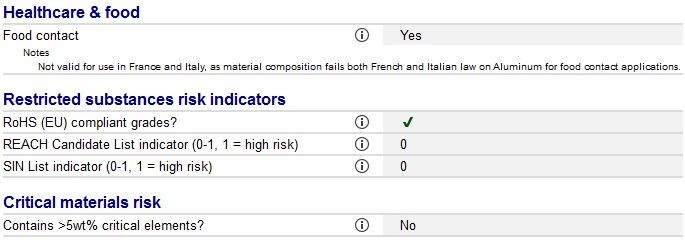 Healthcare & food
Food contact Yes
Notes
Not valid for use in France and Italy, as material composition fails both French and Italian law on Aluminum for food contact applications.
Restricted substances risk indicators
RoHS (EU) compliant grades? ✔
REACH Candidate List indicator (0-1, 1 = high risk) 0
SIN List indicator (0-1, 1 = high risk) 0
Critical materials risk
Contains >5wt% critical elements? No